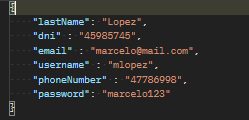 {
"lastName": "Lopez",
"dni" : "45985745",
"email" : "marcelo@mail.com",
"username" : "mlopez",
"phoneNumber" : "47786998",
"password": "marcelo123"
}